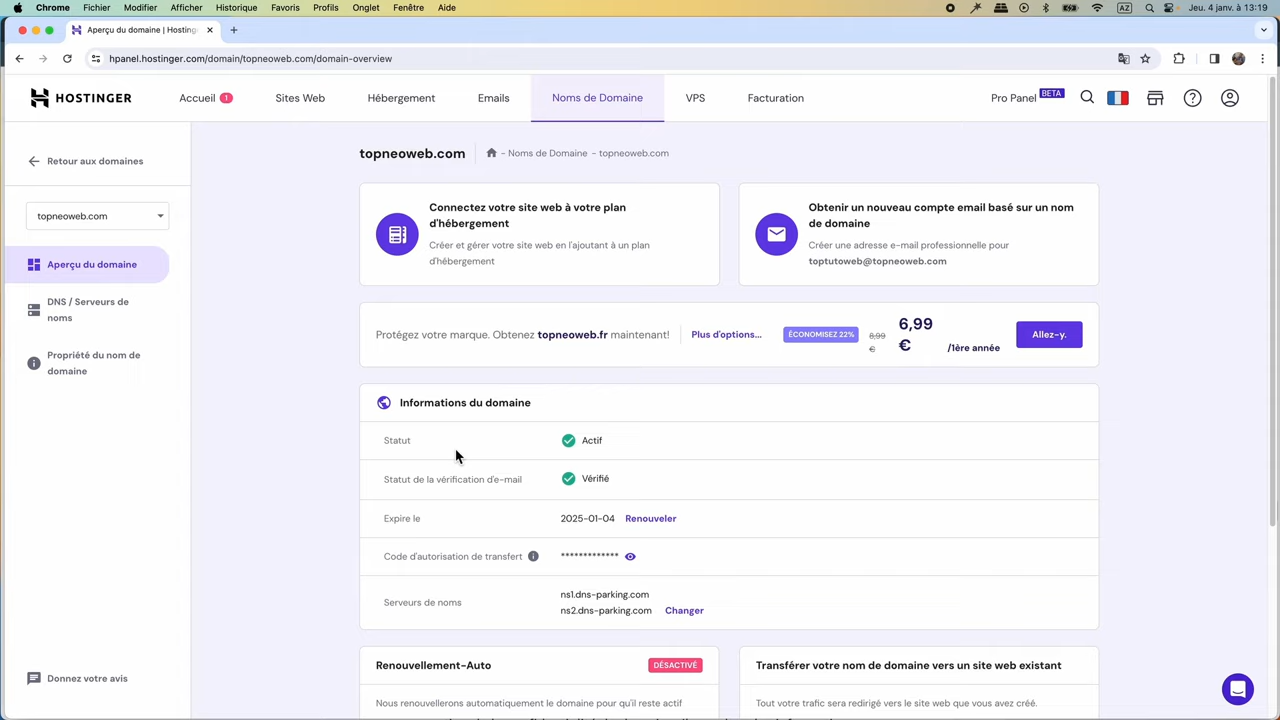 Chrome Fichier Modifier Afficher Historique Favoris Profils Onglet Fenêtre Aide AZ Jeu. 4 janv. à 13:19
Aperçu du domaine | Hosting
hpanel.hostinger.com/domain/topneoweb.com/domain-overview
HOSTINGER Accueil 1 Sites Web Hébergement Emails Noms de Domaine VPS Facturation Pro Panel BETA
Retour aux domaines
topneoweb.com
Aperçu du domaine
DNS / Serveurs de
noms
Propriété du nom de
domaine
Donnez votre avis
topneoweb.com - Noms de Domaine - topneoweb.com
Connectez votre site web à votre plan
d'hébergement
Créer et gérer votre site web en l'ajoutant à un plan
d'hébergement
Obtenir un nouveau compte email basé sur un nom
de domaine
Créer une adresse e-mail professionnelle pour
toptutoweb@topneoweb.com
Protégez votre marque. Obtenez topneoweb.fr maintenant! Plus d'options... ÉCONOMISEZ 22% 8,99 € 6,99 € /1ère année Allez-y.
Informations du domaine
Statut Actif
Statut de la vérification d'e-mail Vérifié
Expire le 2025-01-04 Renouveler
Code d'autorisation de transfert *************
Serveurs de noms
ns1.dns-parking.com
ns2.dns-parking.com Changer
Renouvellement-Auto DÉSACTIVÉ
Nous renouvellerons automatiquement le domaine pour qu'il reste actif
Transférer votre nom de domaine vers un site web existant
Tout votre trafic sera redirigé vers le site web que vous avez créé.